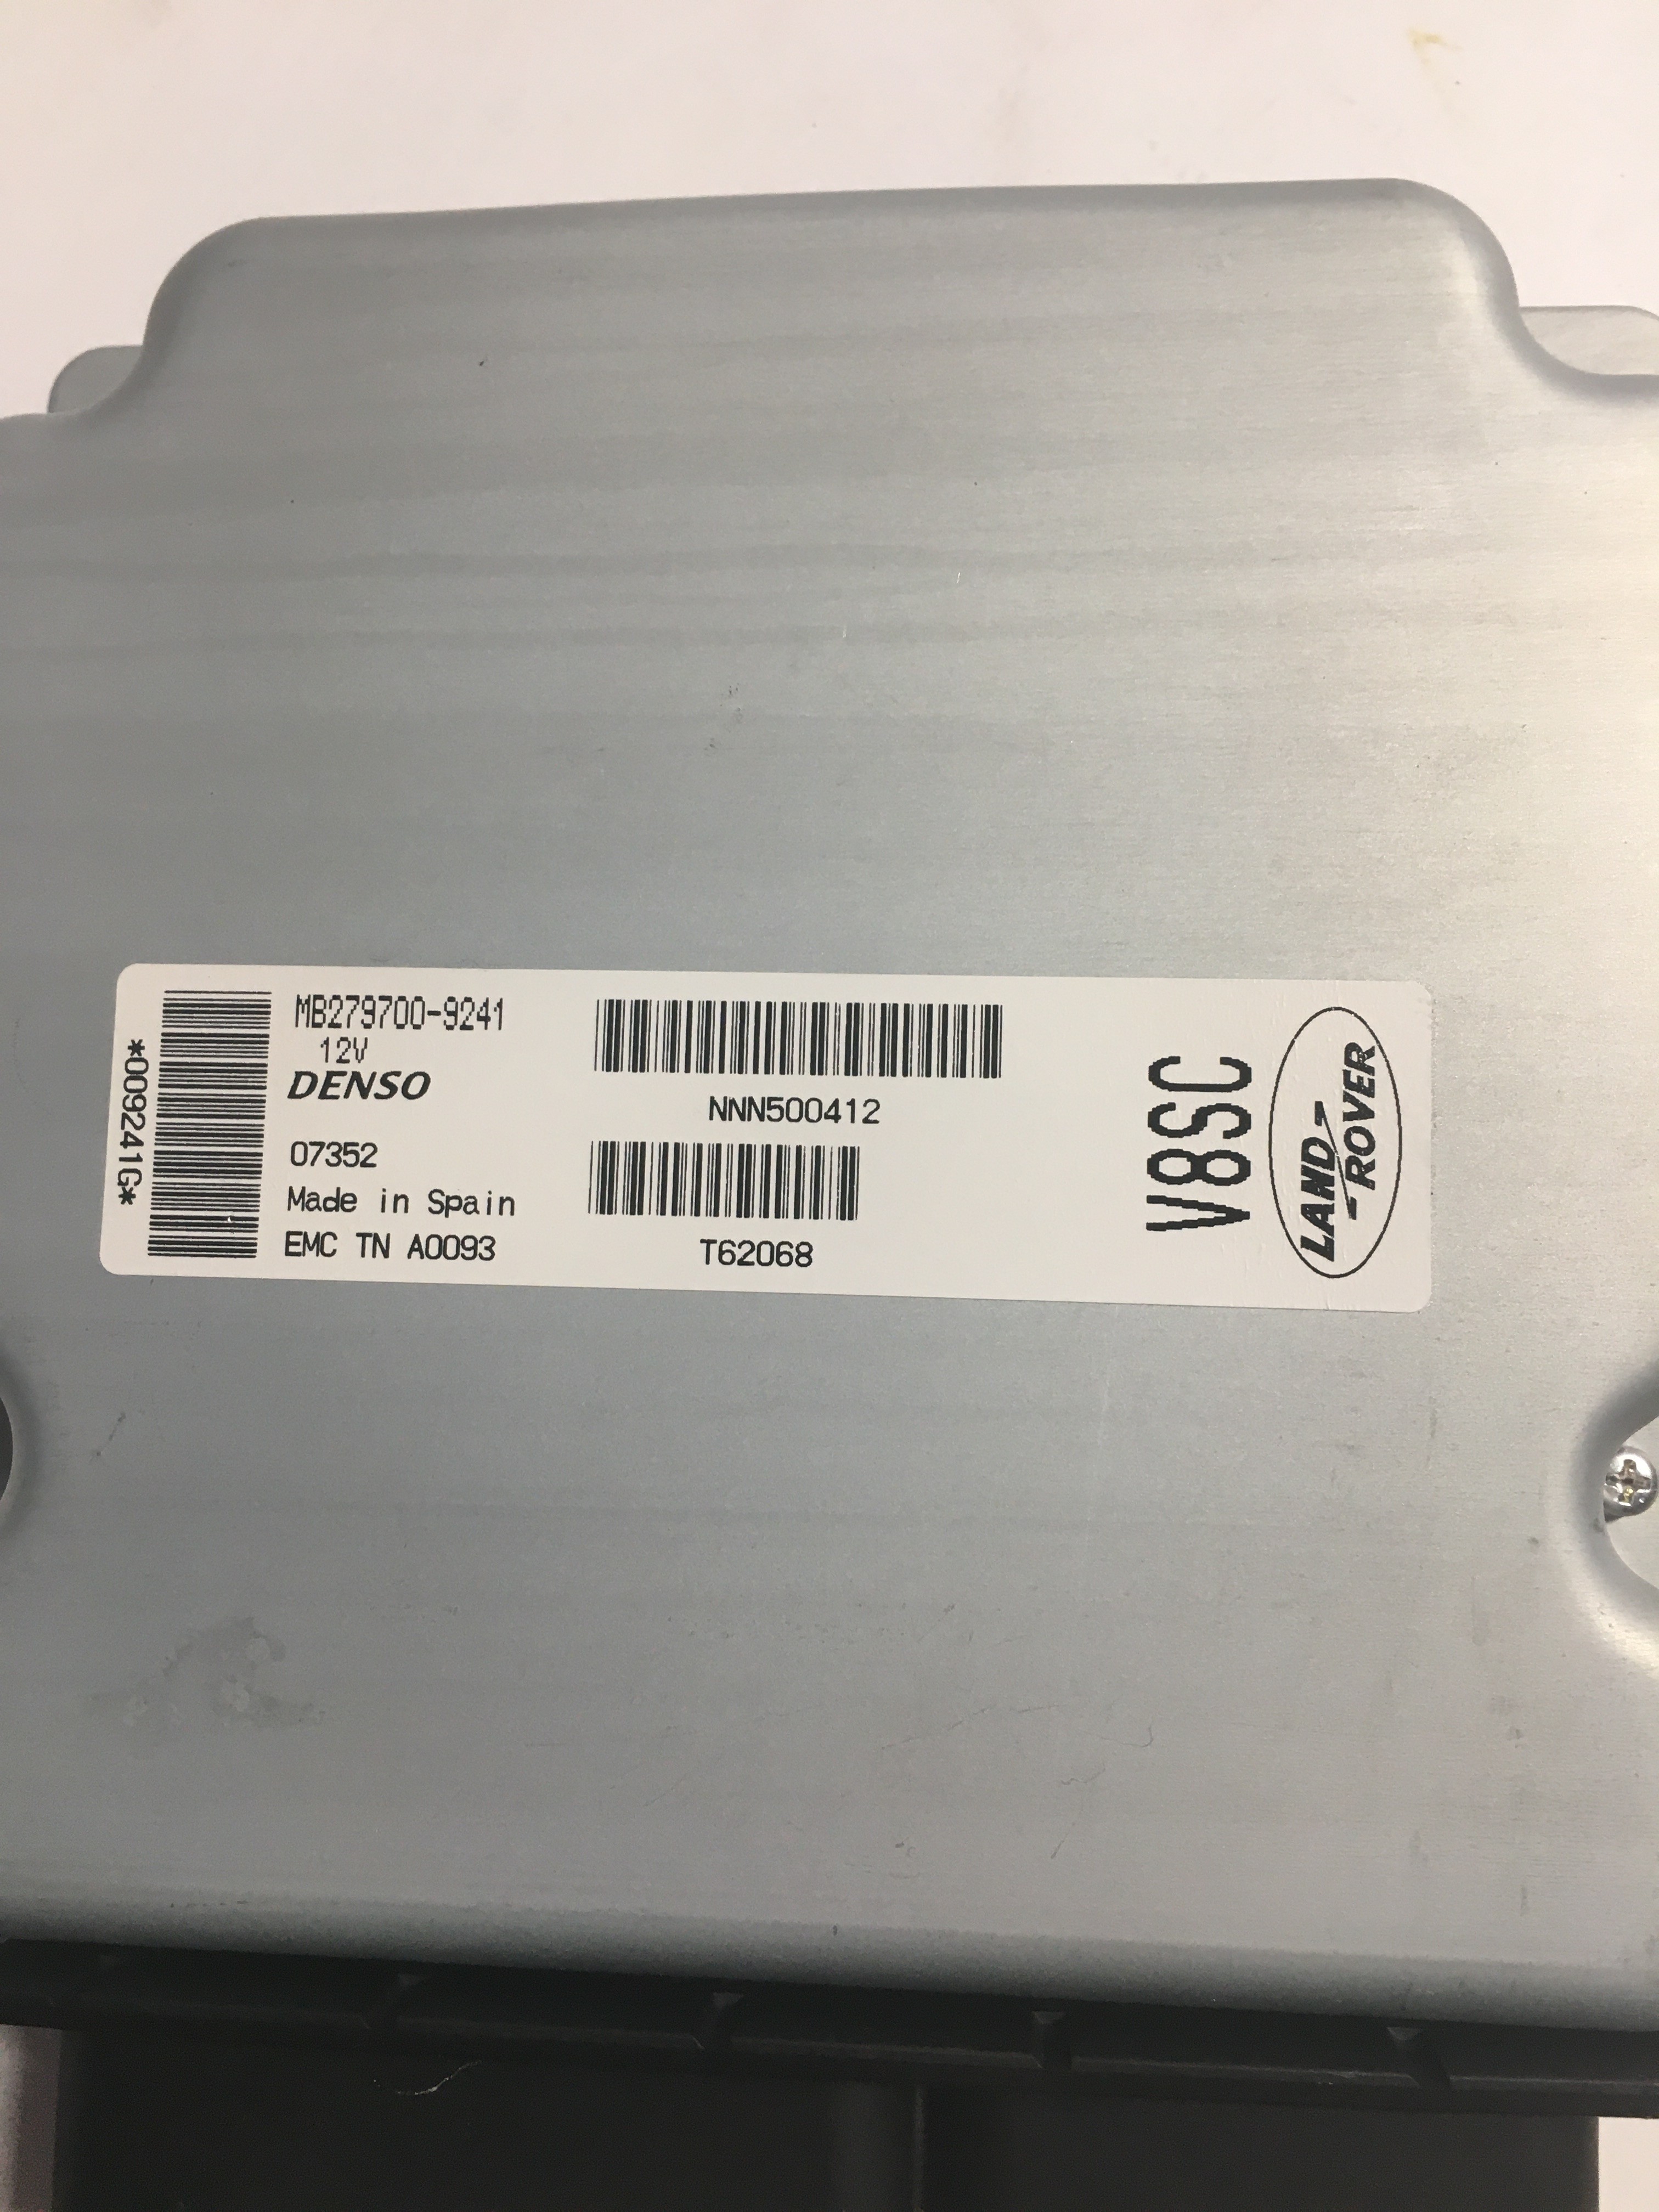 *009241G*
MB279700-9241
12V
DENSO
07352
Made in Spain
EMC TN A0093
NNN500412
T62068
V8SC
LAND
ROVER